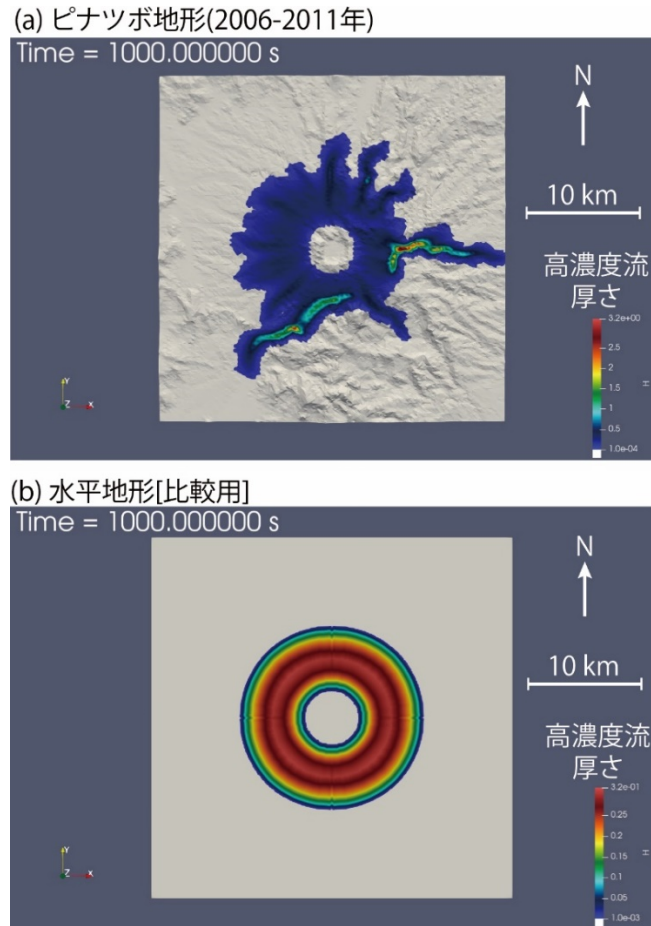 (a) ピナツボ地形(2006-2011年)
Time = 1000.000000 s
N
10 km
高濃度流
厚さ
3.2e+00
2.5
2
1.5
1
0.5
1.0e-04
H
Y
Z
X
(b) 水平地形[比較用]
Time = 1000.000000 s
N
10 km
高濃度流
厚さ
3.2e-01
0.25
0.2
0.15
0.1
0.05
1.0e-03
H
Y
Z
X